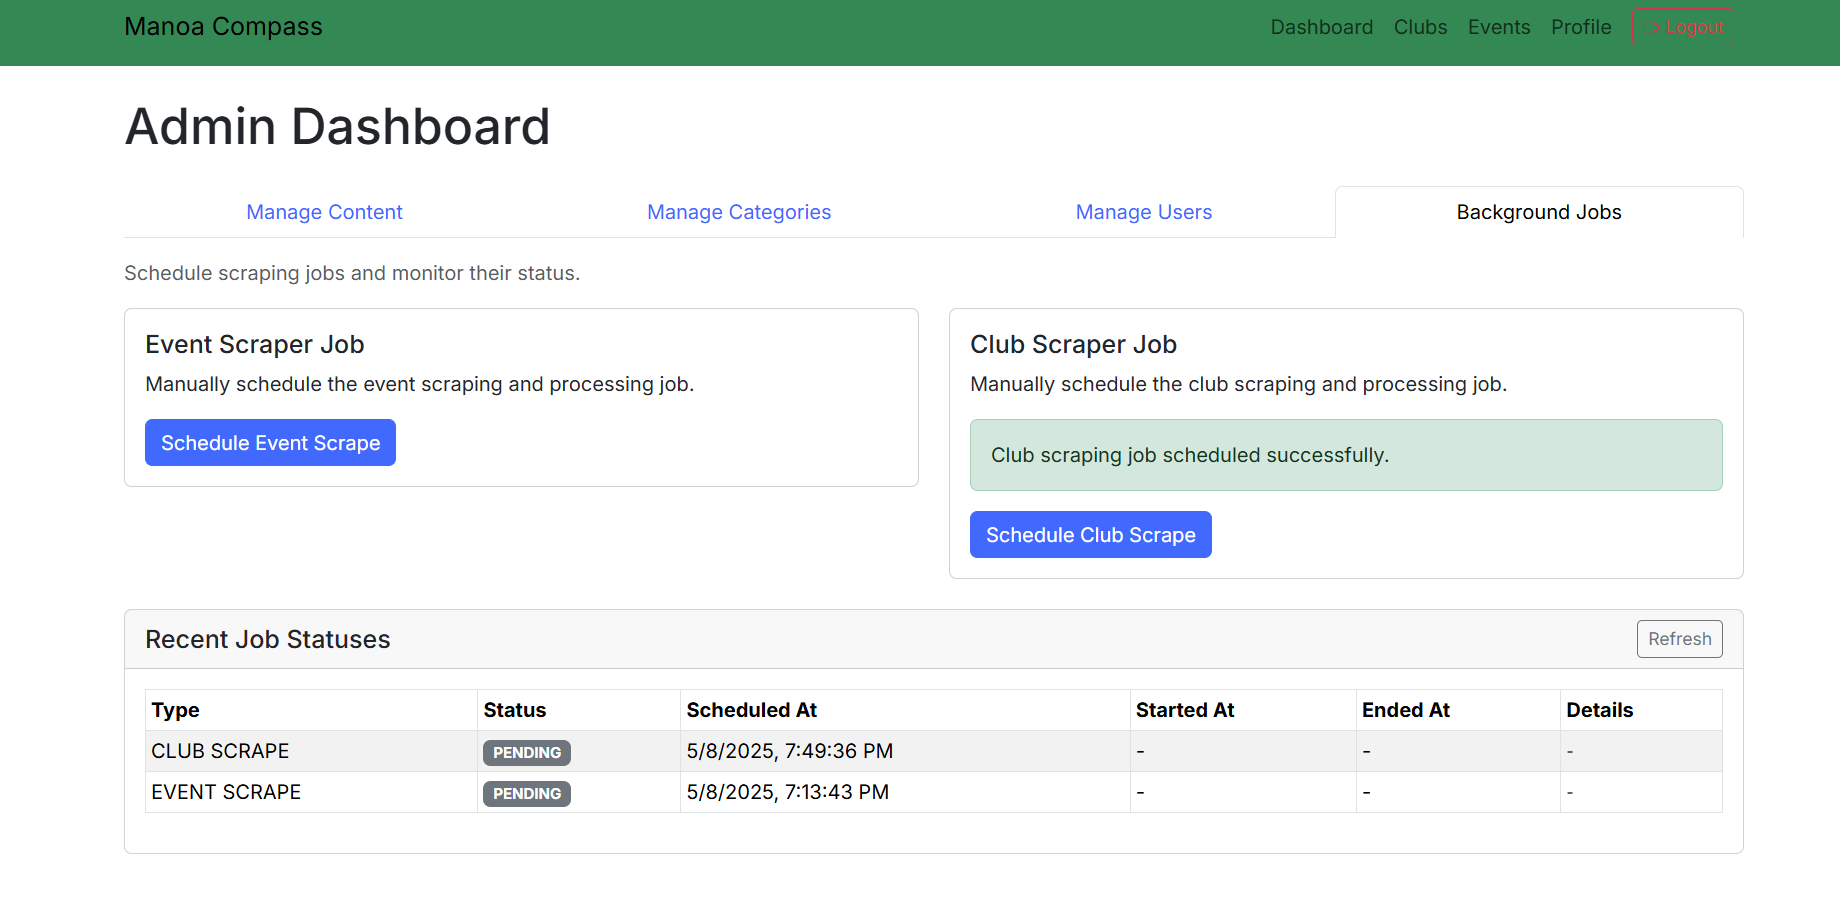 Manoa Compass
Dashboard Clubs Events Profile Logout
Admin Dashboard
Manage Content Manage Categories Manage Users Background Jobs
Schedule scraping jobs and monitor their status.
Event Scraper Job
Manually schedule the event scraping and processing job.
Schedule Event Scrape
Club Scraper Job
Manually schedule the club scraping and processing job.
Club scraping job scheduled successfully.
Schedule Club Scrape
Recent Job Statuses
Refresh
Type Status Scheduled At Started At Ended At Details
CLUB SCRAPE PENDING 5/8/2025, 7:49:36 PM - - -
EVENT SCRAPE PENDING 5/8/2025, 7:13:43 PM - - -